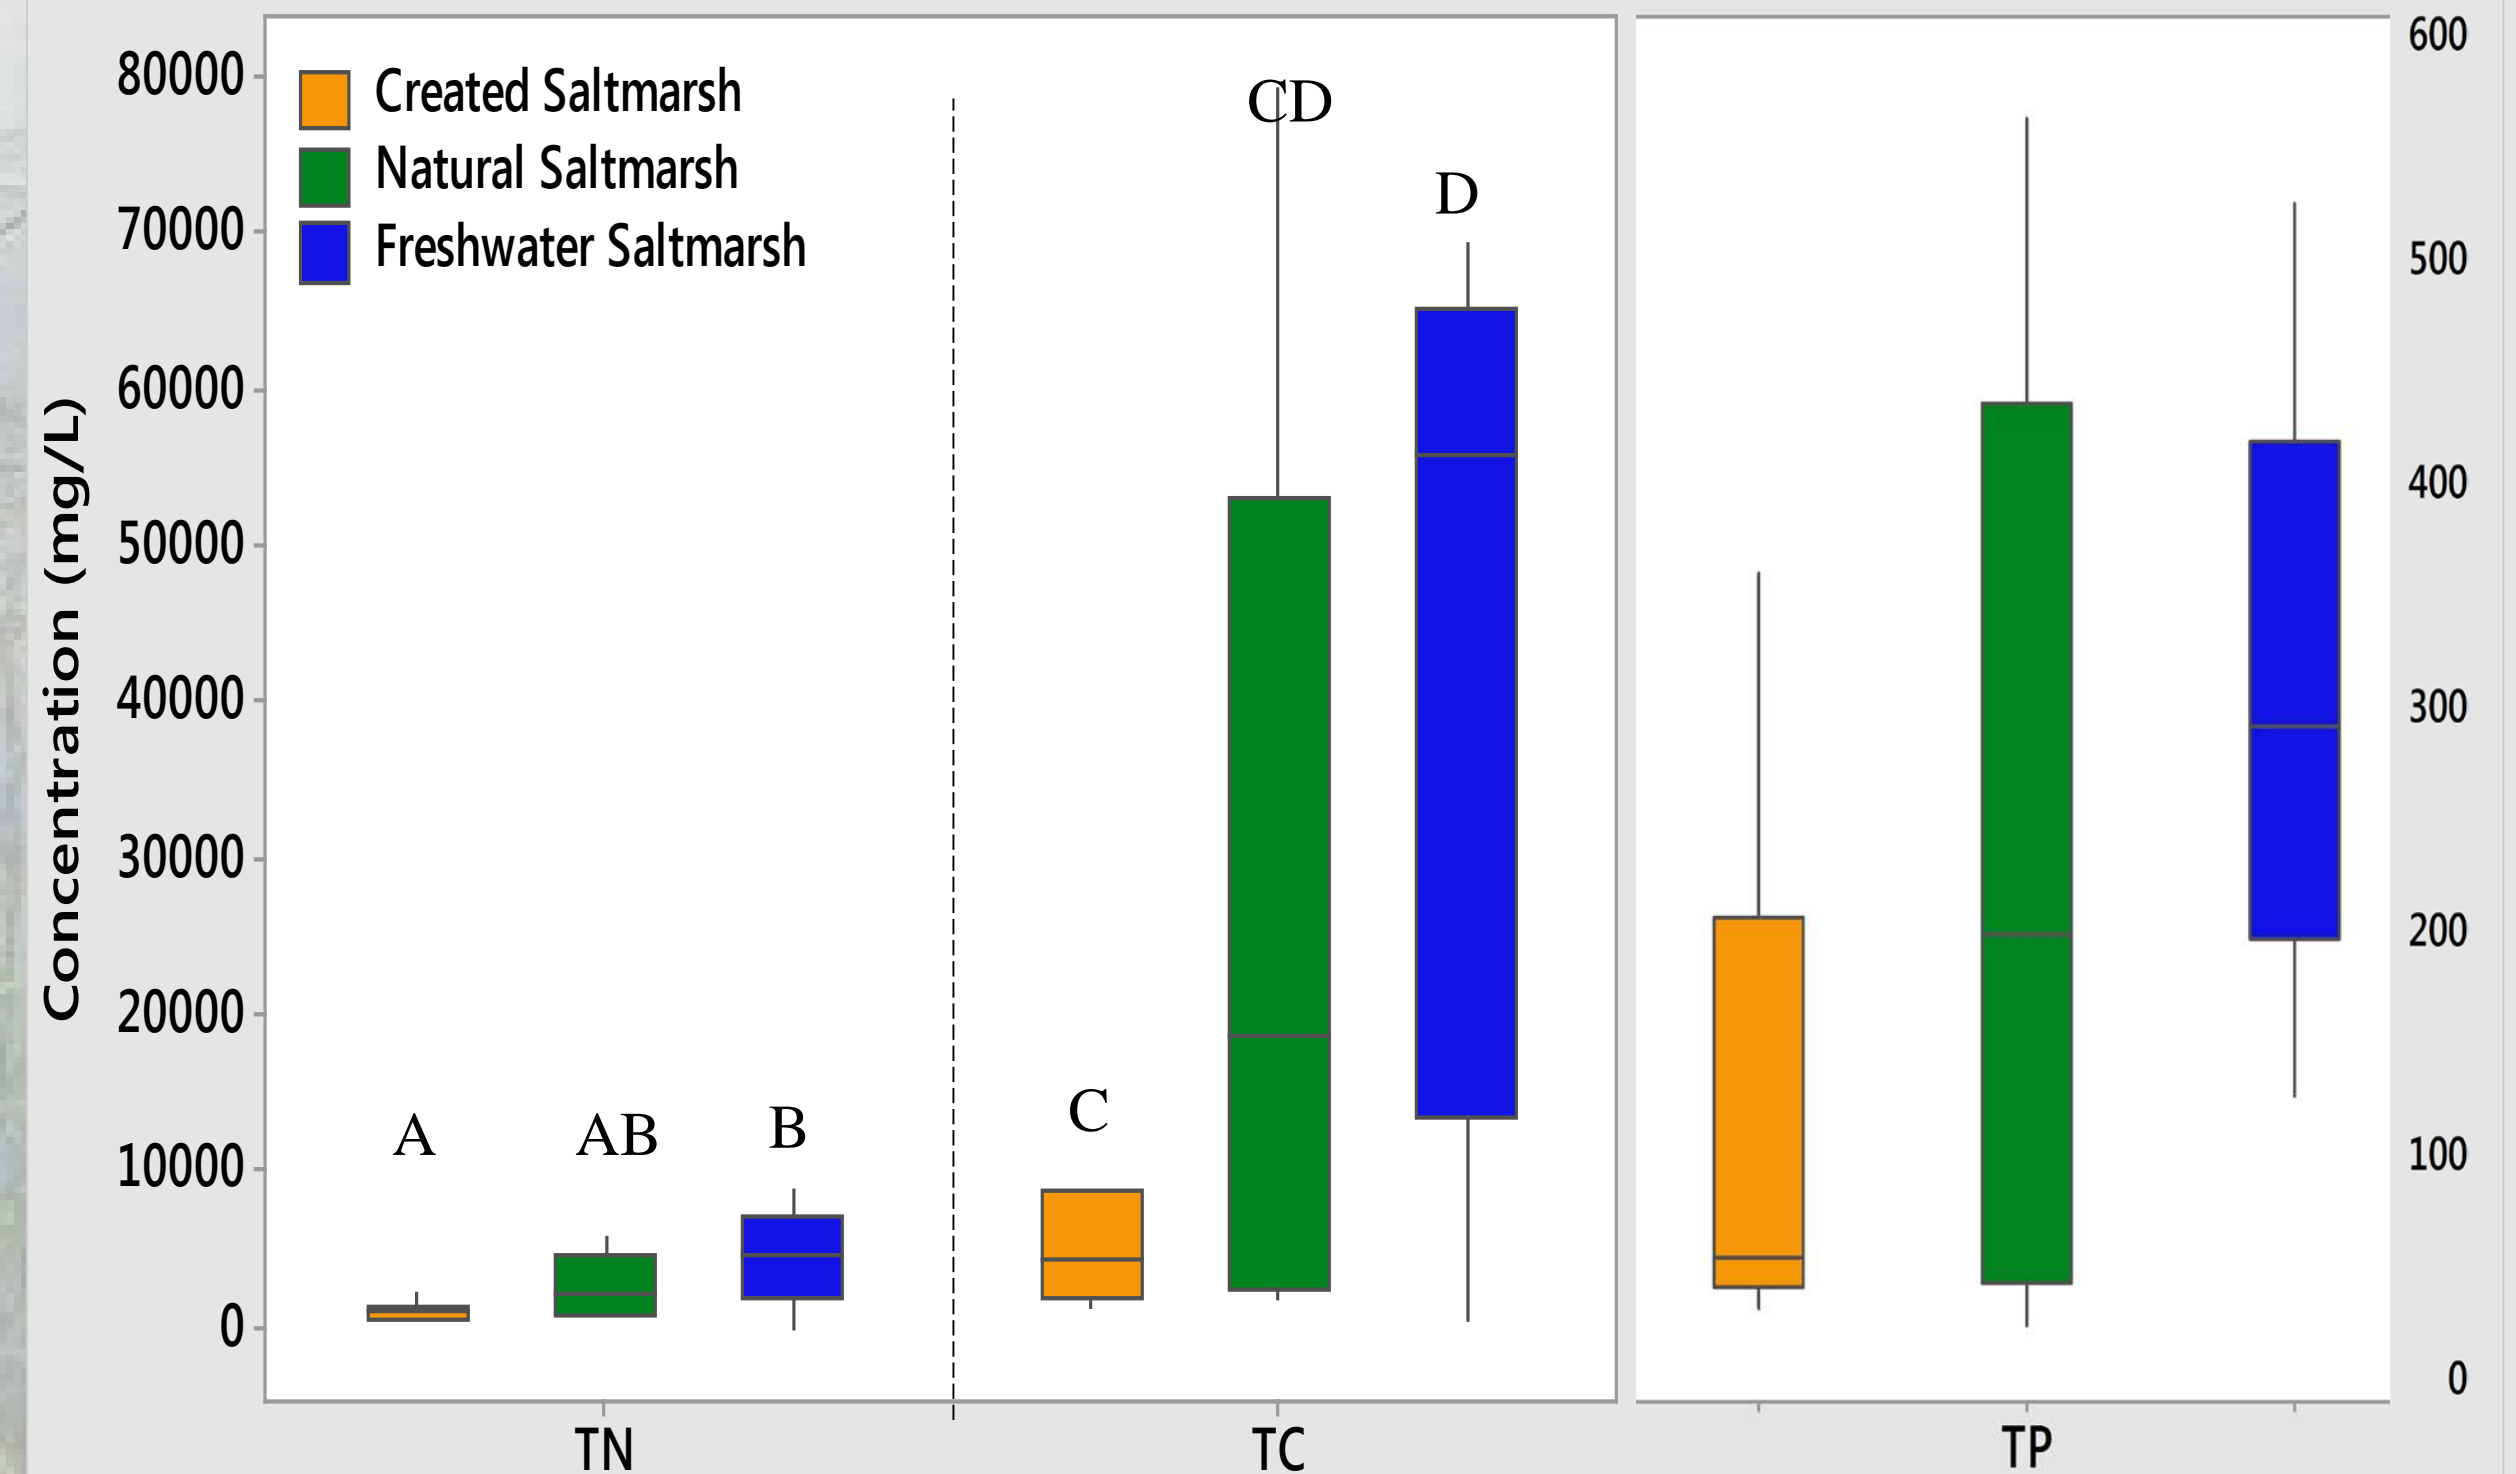 Concentration (mg/L)
80000
70000
60000
50000
40000
30000
20000
10000
0
Created Saltmarsh
Natural Saltmarsh
Freshwater Saltmarsh
A
AB
B
C
CD
D
TN
TC
TP
600
500
400
300
200
100
0